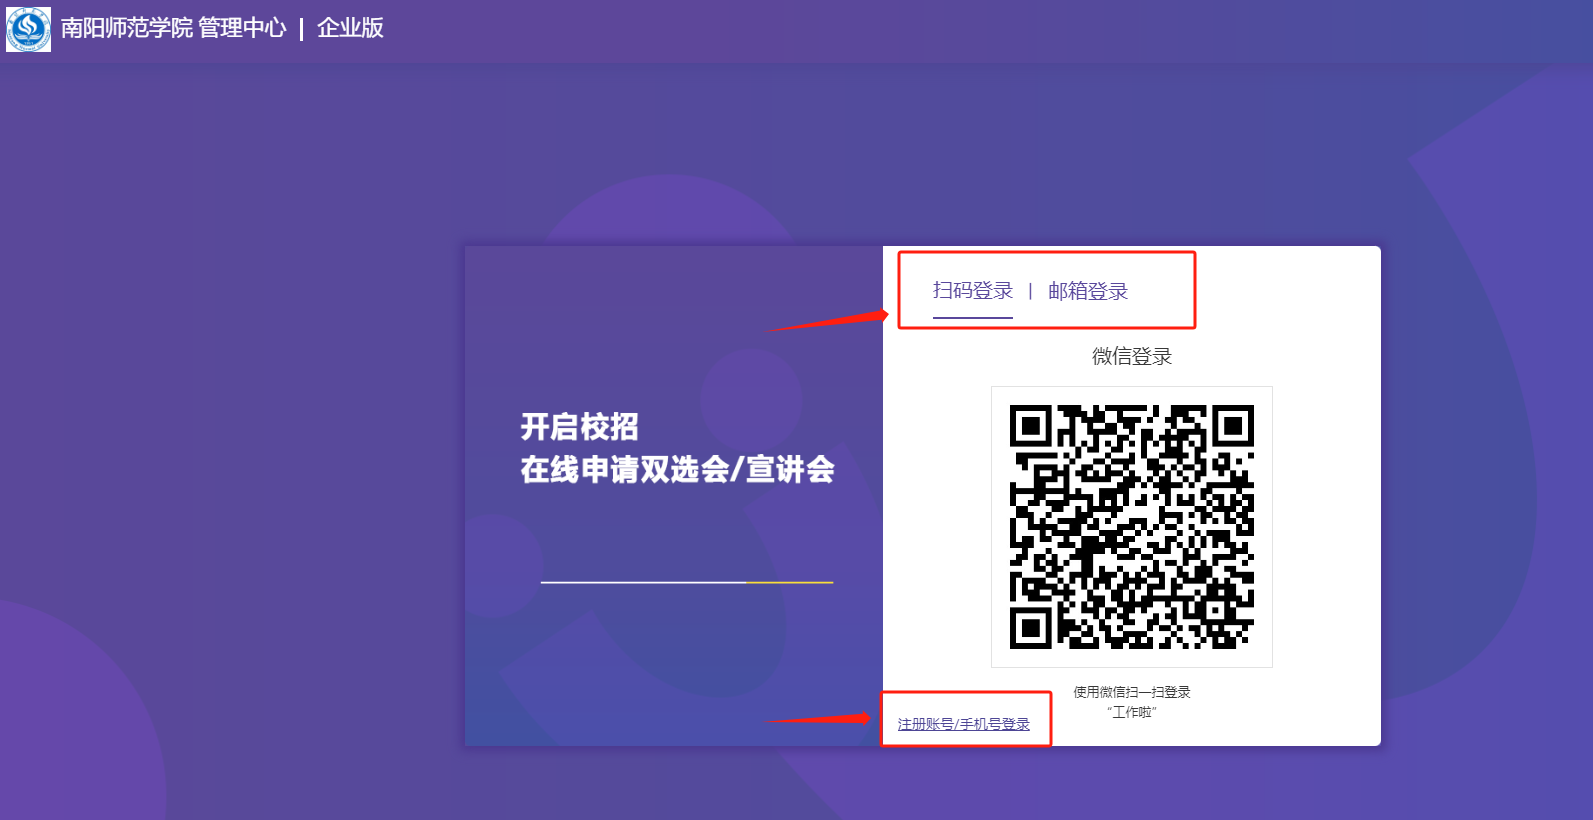 南阳师范学院 管理中心 | 企业版
扫码登录 | 邮箱登录
微信登录
开启校招
在线申请双选会/宣讲会
使用微信扫一扫登录
“工作啦”
注册账号/手机号登录